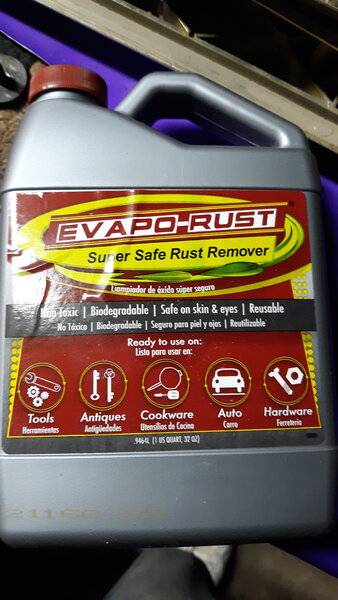 EVAPO-RUST
Super Safe Rust Remover
Limpiador de óxido súper seguro
Non-Toxic | Biodegradable | Safe on skin & eyes | Reusable
No Tóxico | Biodegradable | Seguro para piel y ojos | Reutilizable
Ready to use on:
Listo para usar en:
Tools Antiques Cookware Auto Hardware
Herramientas Antigüedades Utensilios de Cocina Carro Ferretería
.9464L (1 US QUART, 32 OZ)